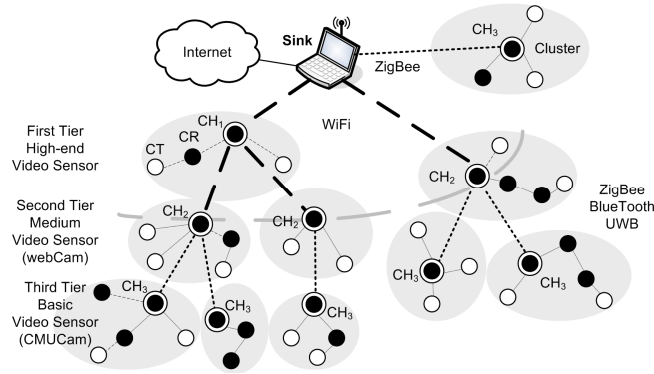 CH3
Sink
Internet
Cluster
ZigBee
WiFi
First Tier
High-end
Video Sensor
CH1
CR
CT
CH2
ZigBee
BlueTooth
UWB
Second Tier
Medium
Video Sensor
(webCam)
CH2
CH2
CH3
CH3
Third Tier
Basic
Video Sensor
(CMUCam)
CH3
CH3
CH3